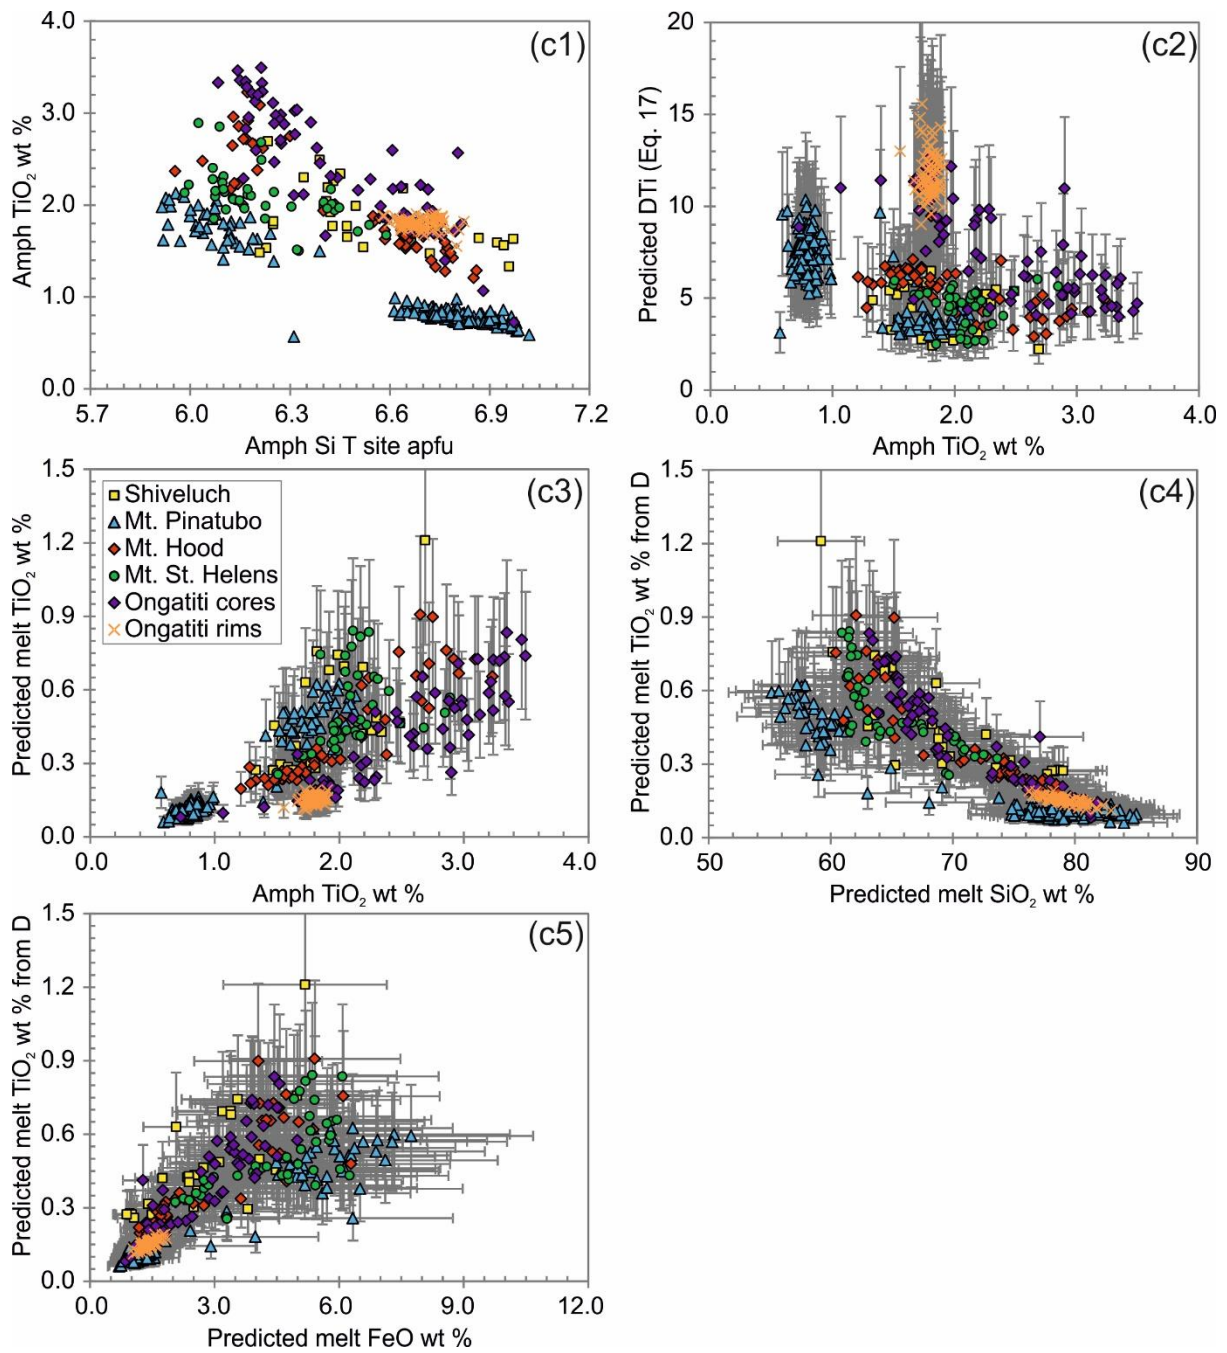 (c1)
Amph TiO₂ wt %
4.0
3.0
2.0
1.0
0.0
5.7 6.0 6.3 6.6 6.9 7.2
Amph Si T site apfu
(c2)
Predicted DTi (Eq. 17)
20
15
10
5
0
0.0 1.0 2.0 3.0 4.0
Amph TiO₂ wt %
(c3)
Predicted melt TiO₂ wt %
1.5
1.2
0.9
0.6
0.3
0.0
Shiveluch
Mt. Pinatubo
Mt. Hood
Mt. St. Helens
Ongatiti cores
Ongatiti rims
0.0 1.0 2.0 3.0 4.0
Amph TiO₂ wt %
(c4)
Predicted melt TiO₂ wt % from D
1.5
1.2
0.9
0.6
0.3
0.0
50 60 70 80 90
Predicted melt SiO₂ wt %
(c5)
Predicted melt TiO₂ wt % from D
1.5
1.2
0.9
0.6
0.3
0.0
0.0 3.0 6.0 9.0 12.0
Predicted melt FeO wt %